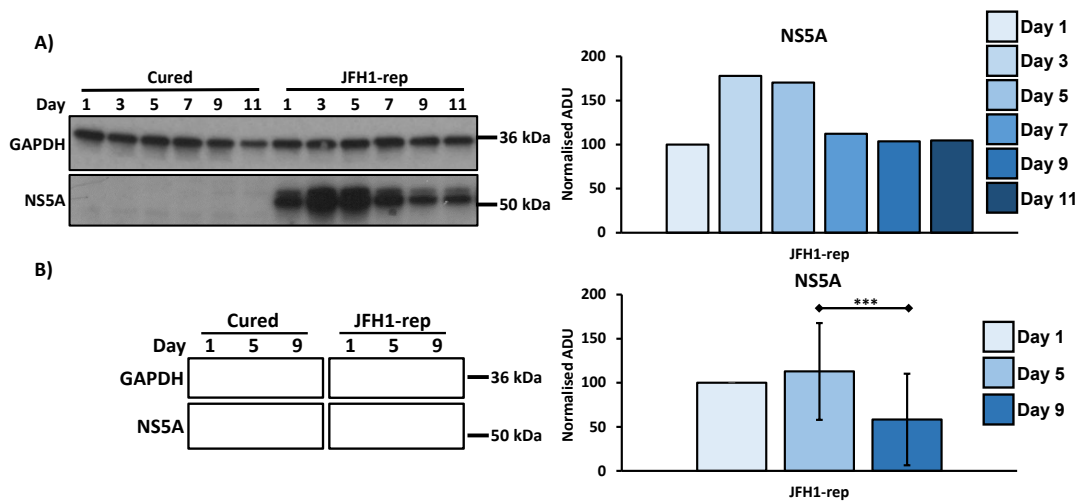 A)
Cured JFH1-rep
Day 1 3 5 7 9 11 1 3 5 7 9 11
GAPDH 36 kDa
NS5A 50 kDa
NS5A
Normalised ADU
200
150
100
50
0
JFH1-rep
Day 1
Day 3
Day 5
Day 7
Day 9
Day 11
B)
Cured JFH1-rep
Day 1 5 9 1 5 9
GAPDH 36 kDa
NS5A 50 kDa
NS5A
Normalised ADU
200
150
100
50
0
***
JFH1-rep
Day 1
Day 5
Day 9